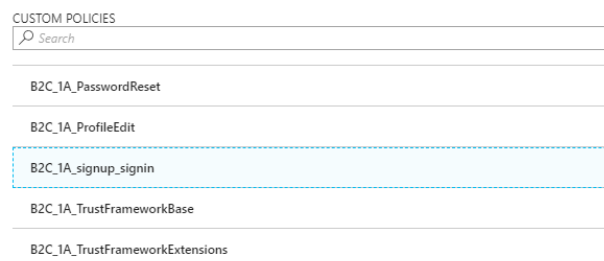 CUSTOM POLICIES
Search
B2C_1A_PasswordReset
B2C_1A_ProfileEdit
B2C_1A_signup_signin
B2C_1A_TrustFrameworkBase
B2C_1A_TrustFrameworkExtensions